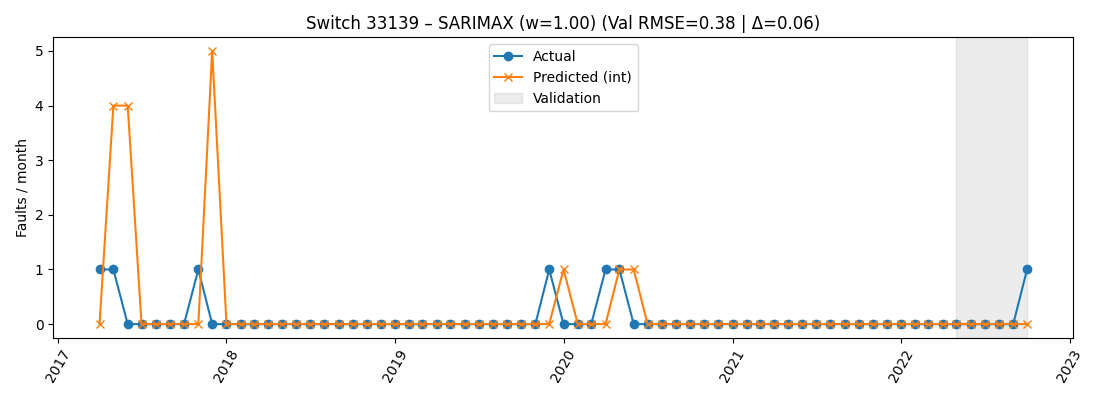 Switch 33139 – SARIMAX (w=1.00) (Val RMSE=0.38 | Δ=0.06)
Actual
Predicted (int)
Validation
Faults / month
5
4
3
2
1
0
2017
2018
2019
2020
2021
2022
2023